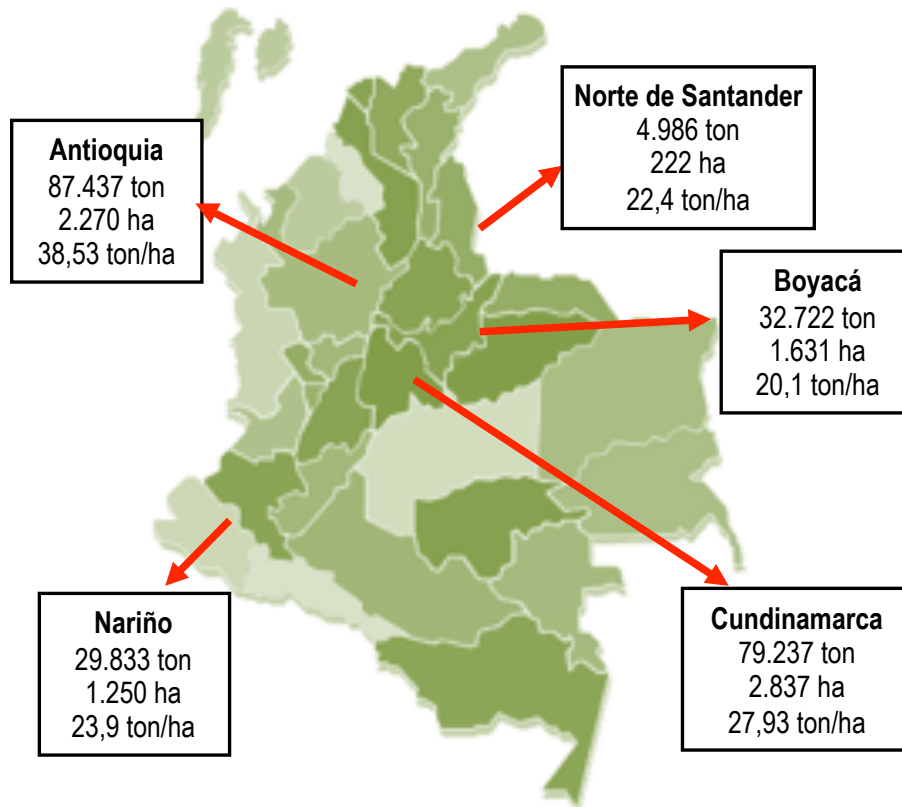 Norte de Santander
4.986 ton
222 ha
22,4 ton/ha
Antioquia
87.437 ton
2.270 ha
38,53 ton/ha
Boyacá
32.722 ton
1.631 ha
20,1 ton/ha
Nariño
29.833 ton
1.250 ha
23,9 ton/ha
Cundinamarca
79.237 ton
2.837 ha
27,93 ton/ha